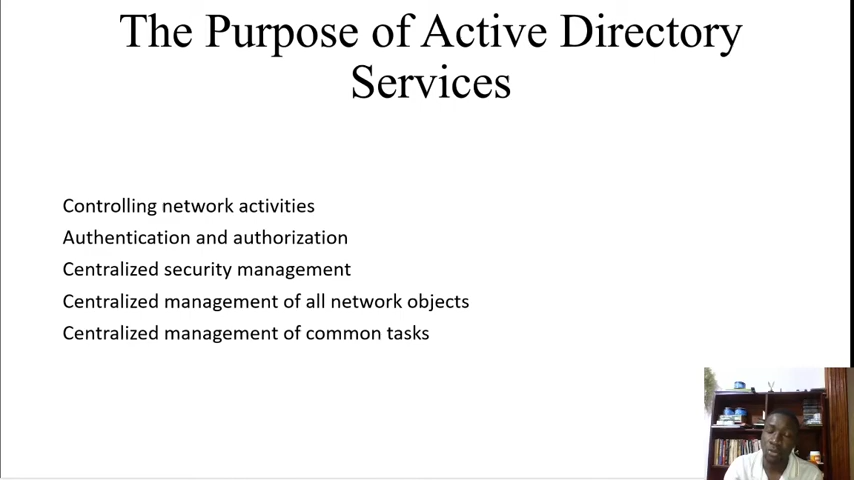 The Purpose of Active Directory
Services
Controlling network activities
Authentication and authorization
Centralized security management
Centralized management of all network objects
Centralized management of common tasks